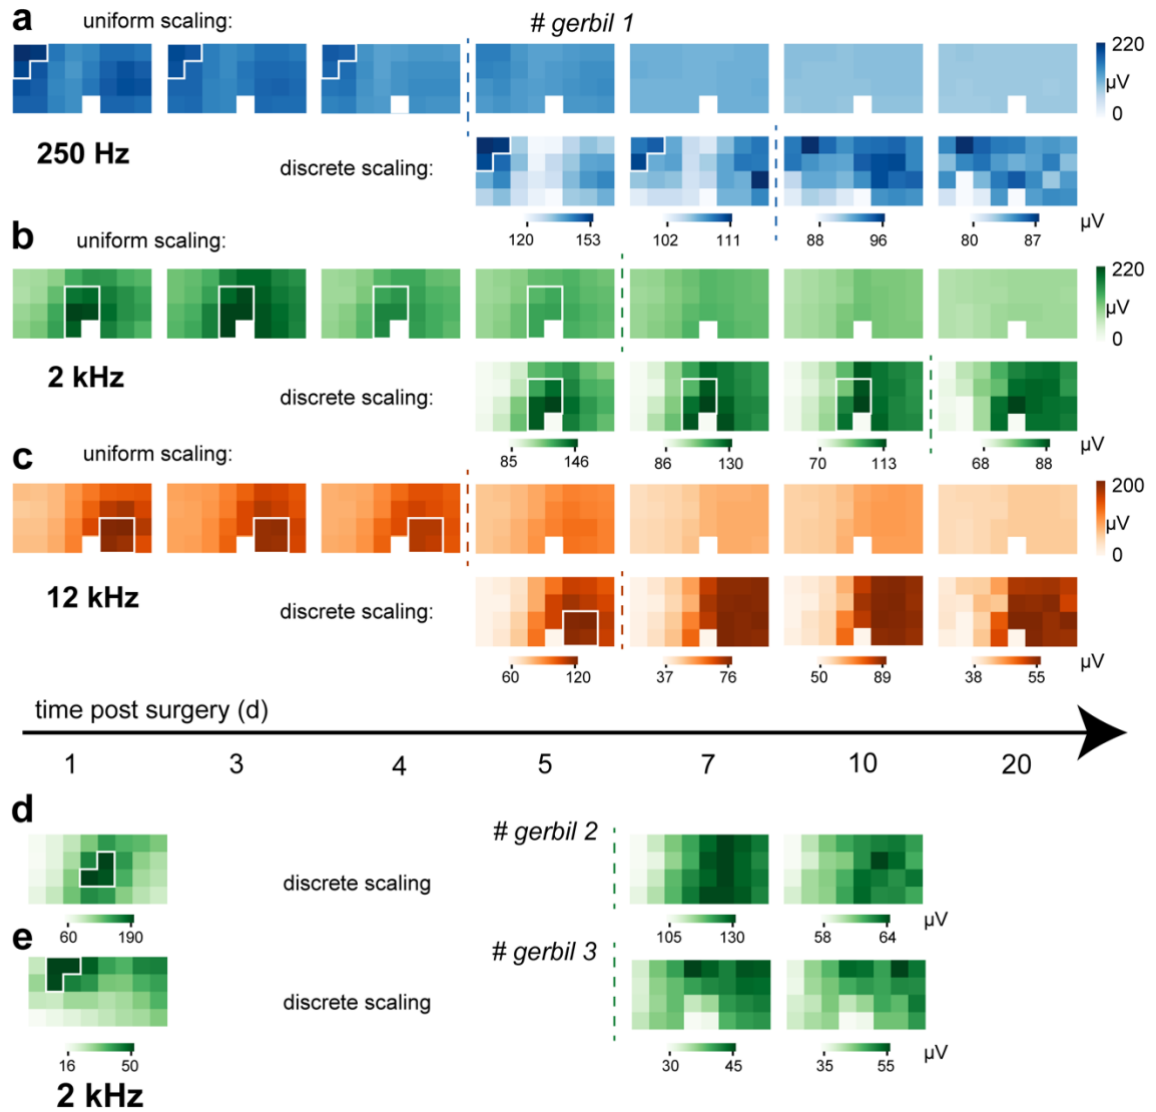 a
uniform scaling:
# gerbil 1
220
µV
0
250 Hz
discrete scaling:
120 153
102 111
88 96
80 87
µV
b
uniform scaling:
220
µV
0
2 kHz
discrete scaling:
85 146
86 130
70 113
68 88
µV
c
uniform scaling:
200
µV
0
12 kHz
discrete scaling:
60 120
37 76
50 89
38 55
µV
time post surgery (d)
1 3 4 5 7 10 20
d
# gerbil 2
discrete scaling
60 190
105 130
58 64
µV
e
# gerbil 3
discrete scaling
16 50
30 45
35 55
µV
2 kHz